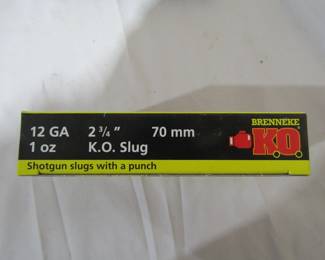 12 GA 2 3/4" 70 mm
1 oz K.O. Slug
BRENNEKE
K.O.
Shotgun slugs with a punch